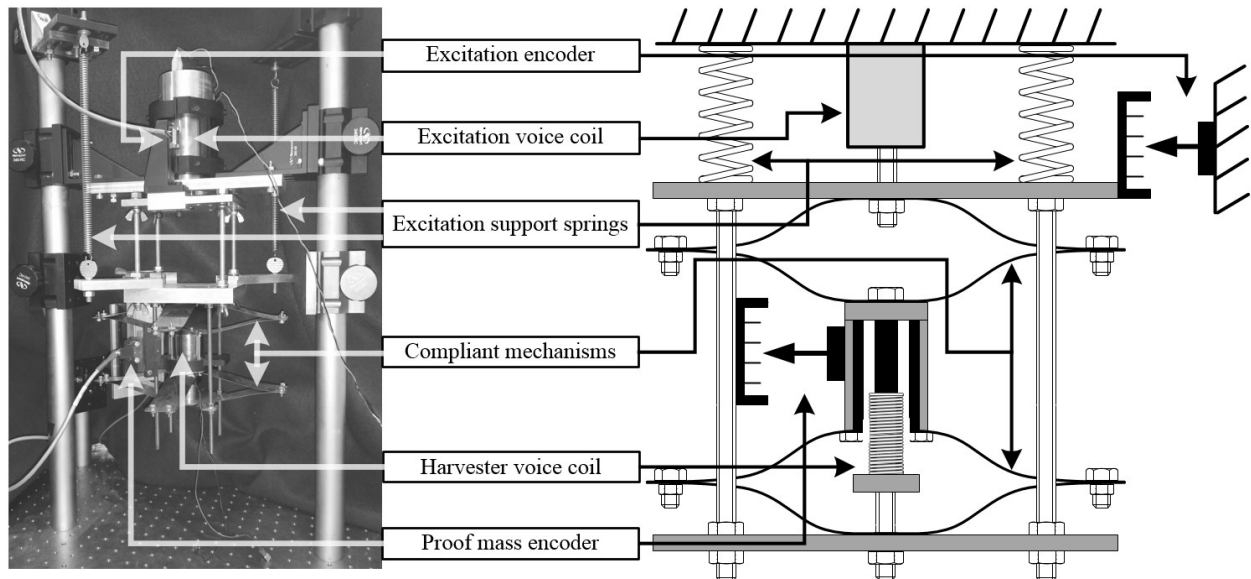 Excitation encoder
Excitation voice coil
Excitation support springs
Compliant mechanisms
Harvester voice coil
Proof mass encoder